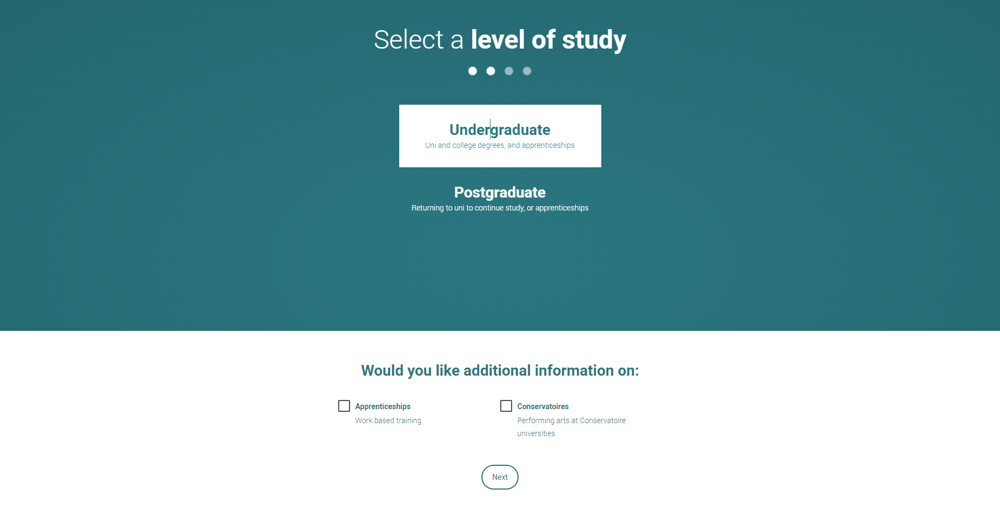 Select a level of study
Undergraduate
Uni and college degrees, and apprenticeships
Postgraduate
Returning to uni to continue study, or apprenticeships
Would you like additional information on:
Apprenticeships
Work based training
Conservatoires
Performing arts at Conservatoire
universities
Next